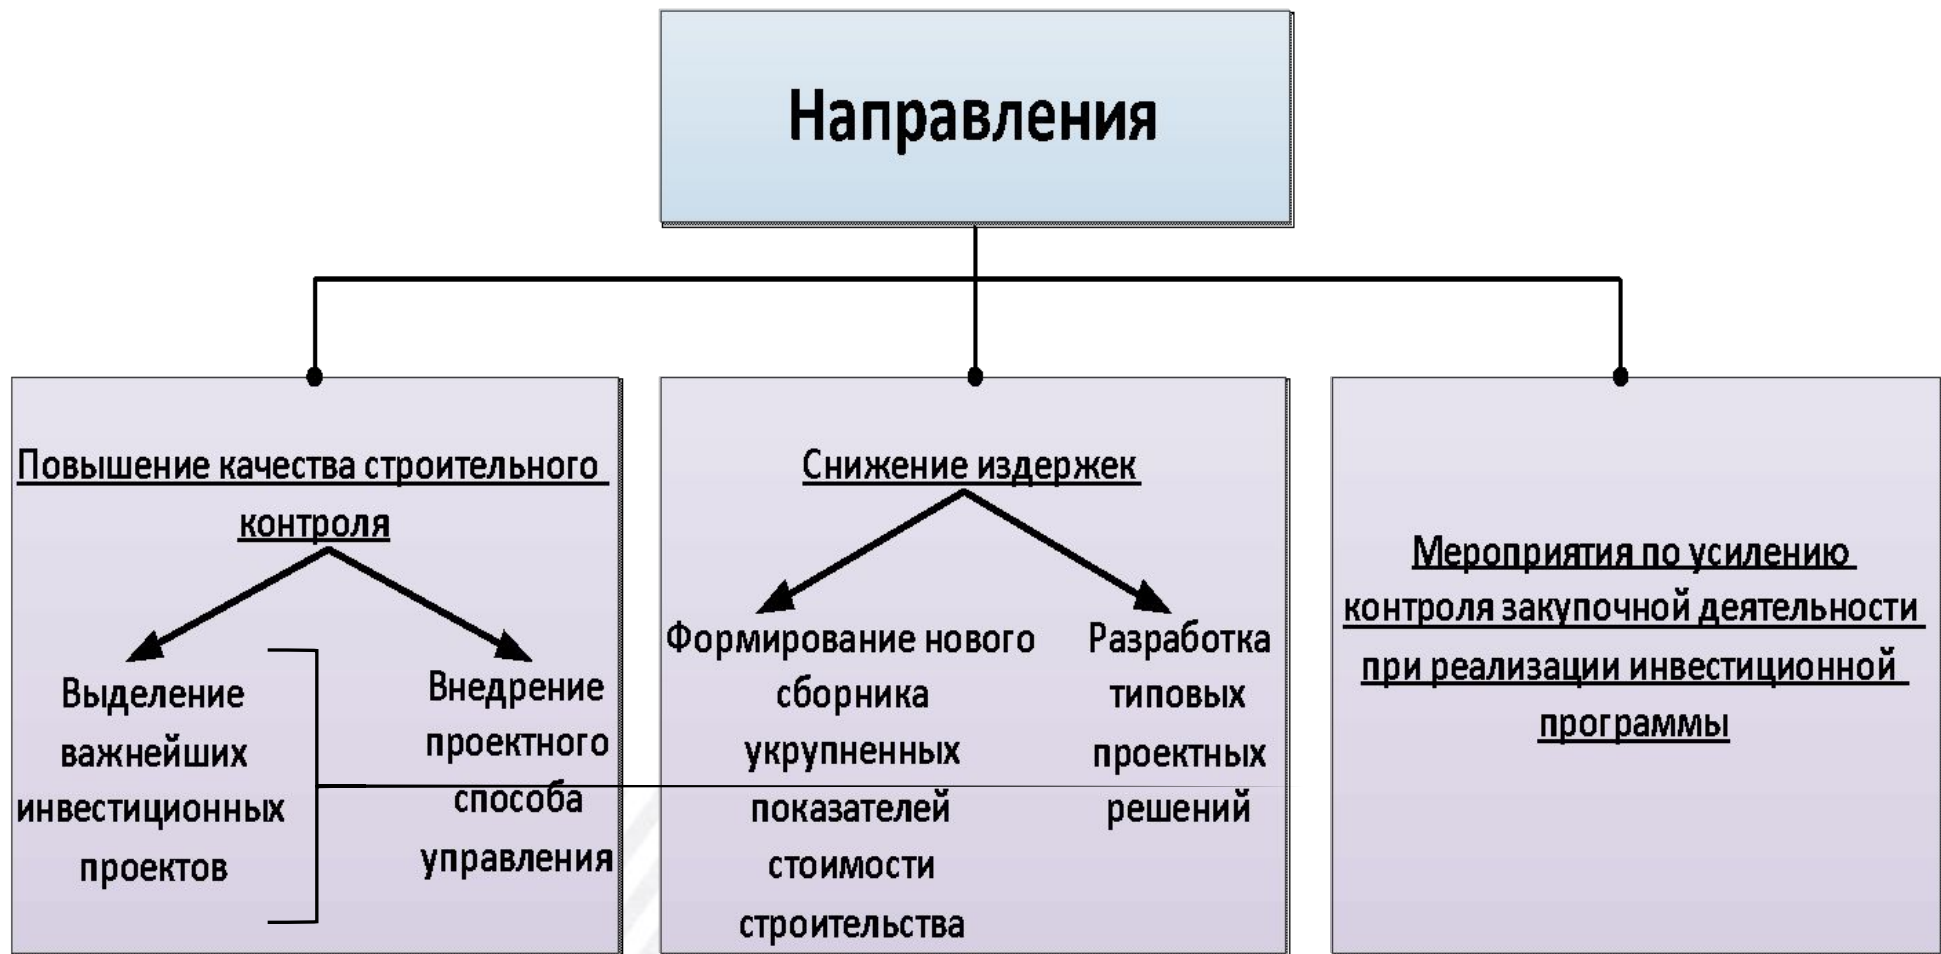 Направления
Повышение качества строительного
контроля
Выделение
важнейших
инвестиционных
проектов
Внедрение
проектного
способа
управления
Снижение издержек
Формирование нового
сборника
укрупненных
показателей
стоимости
строительства
Разработка
типовых
проектных
решений
Мероприятия по усилению
контроля закупочной деятельности
при реализации инвестиционной
программы